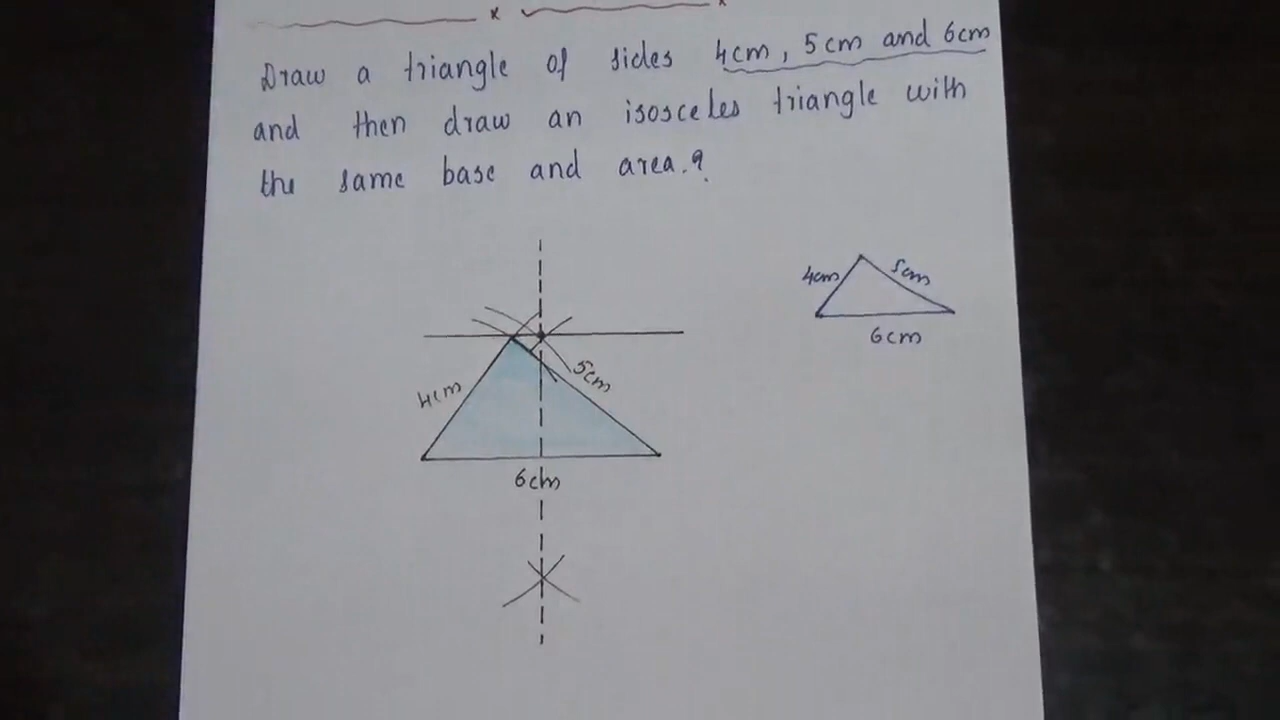 Draw a triangle of sides 4cm, 5cm and 6cm
and then draw an isosceles triangle with
the same base and area.?
4cm
5cm
6cm
4cm
5cm
6cm